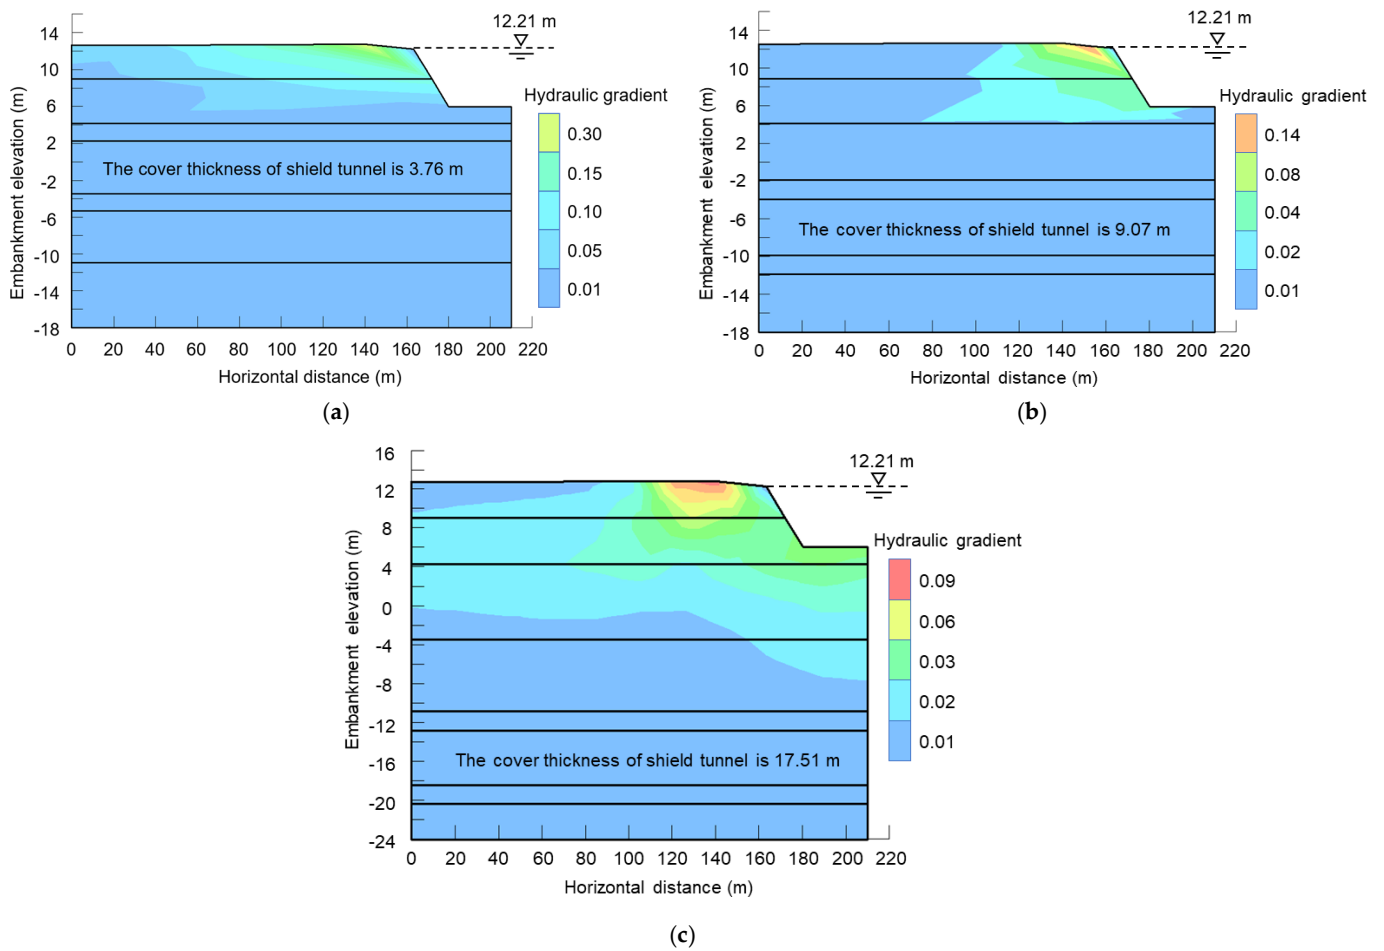 12.21 m
14
10
6
2
-2
-6
-10
-14
-18
Embankment elevation (m)
The cover thickness of shield tunnel is 3.76 m
Hydraulic gradient
0.30
0.15
0.10
0.05
0.01
0 20 40 60 80 100 120 140 160 180 200 220
Horizontal distance (m)
(a)
12.21 m
14
10
6
2
-2
-6
-10
-14
-18
Embankment elevation (m)
The cover thickness of shield tunnel is 9.07 m
Hydraulic gradient
0.14
0.08
0.04
0.02
0.01
0 20 40 60 80 100 120 140 160 180 200 220
Horizontal distance (m)
(b)
12.21 m
16
12
8
4
0
-4
-8
-12
-16
-20
-24
Embankment elevation (m)
The cover thickness of shield tunnel is 17.51 m
Hydraulic gradient
0.09
0.06
0.03
0.02
0.01
0 20 40 60 80 100 120 140 160 180 200 220
Horizontal distance (m)
(c)